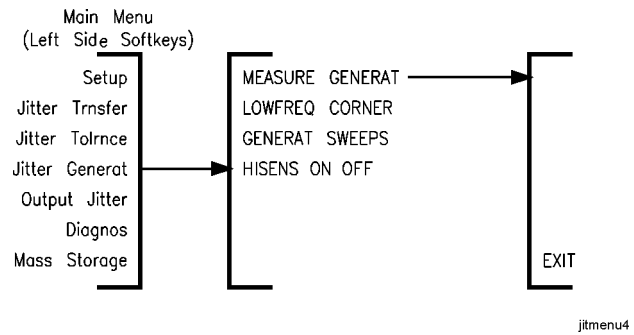 Main Menu
(Left Side Softkeys)
Setup
Jitter Trnsfer
Jitter Tolrnce
Jitter Generat
Output Jitter
Diagnos
Mass Storage
MEASURE GENERAT
LOWFREQ CORNER
GENERAT SWEEPS
HISENS ON OFF
EXIT
jitmenu4